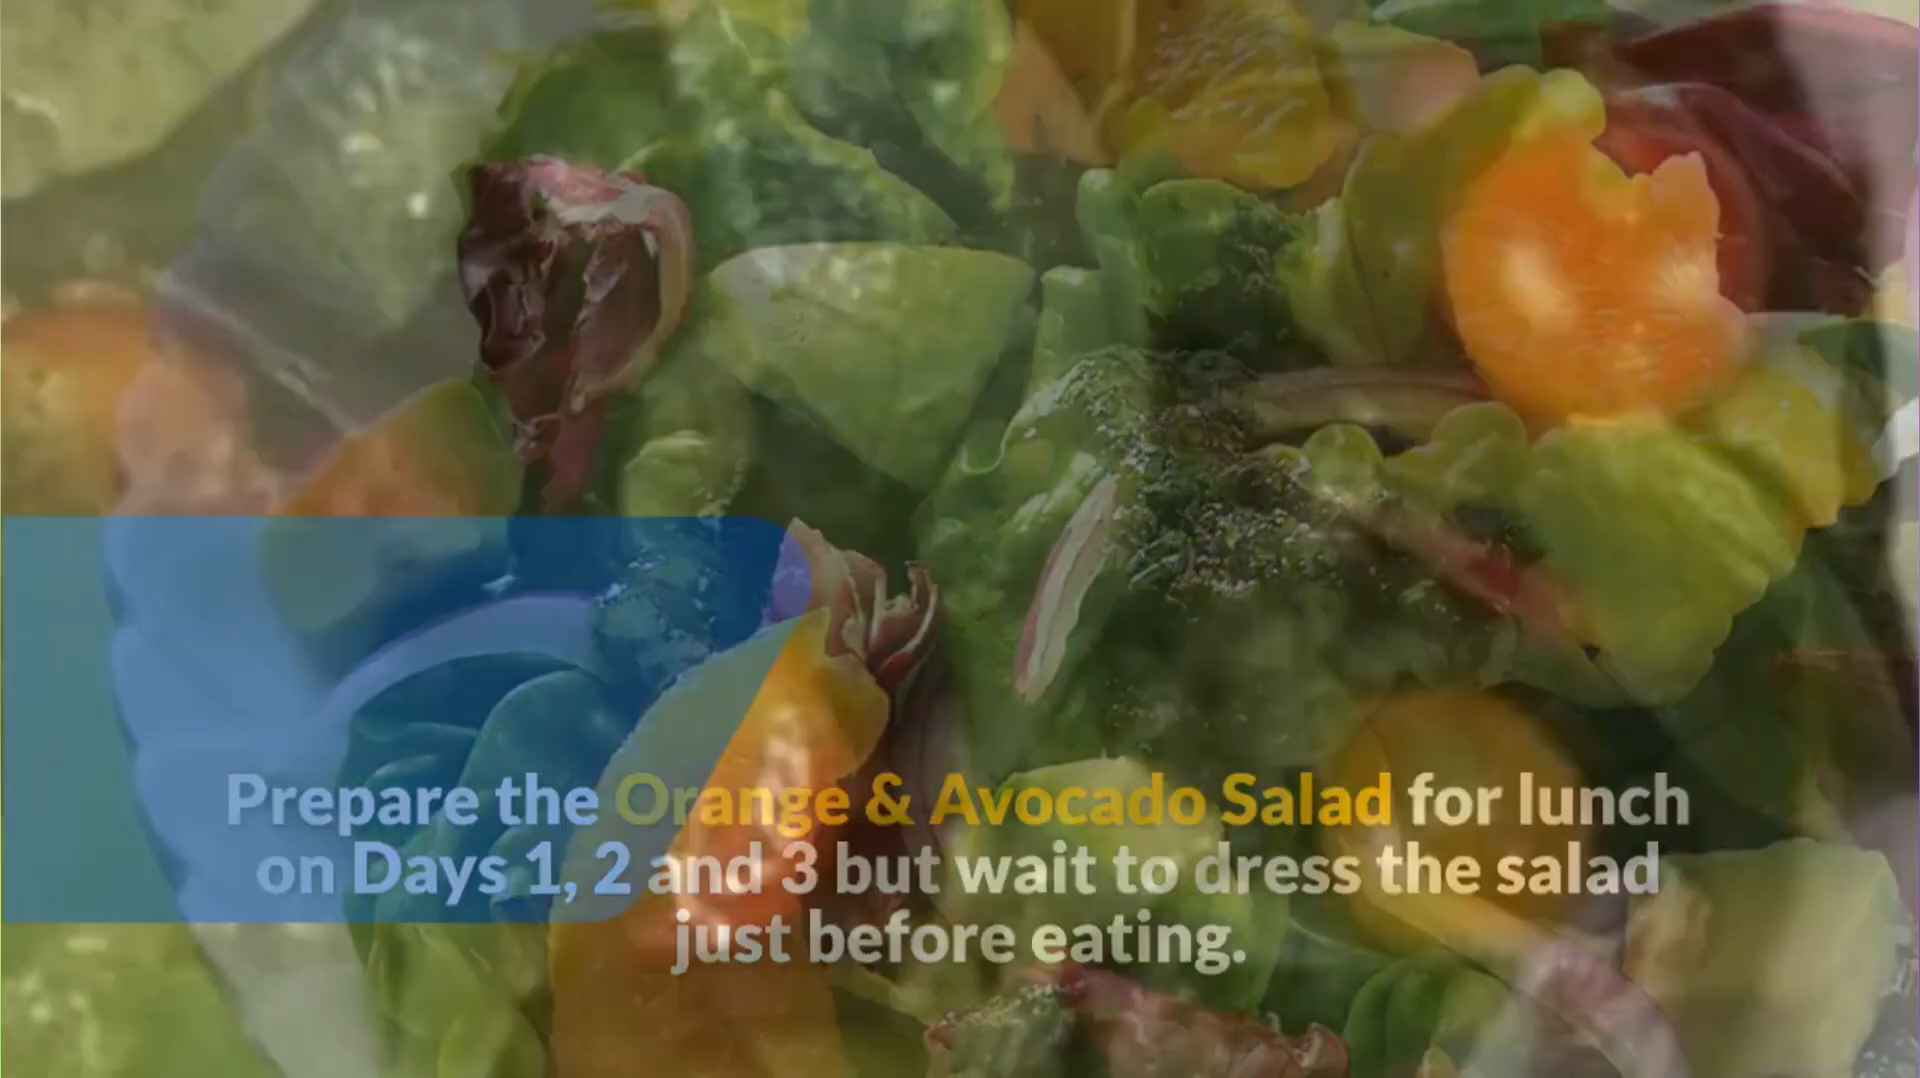 Prepare the Orange & Avocado Salad for lunch
on Days 1, 2 and 3 but wait to dress the salad
just before eating.